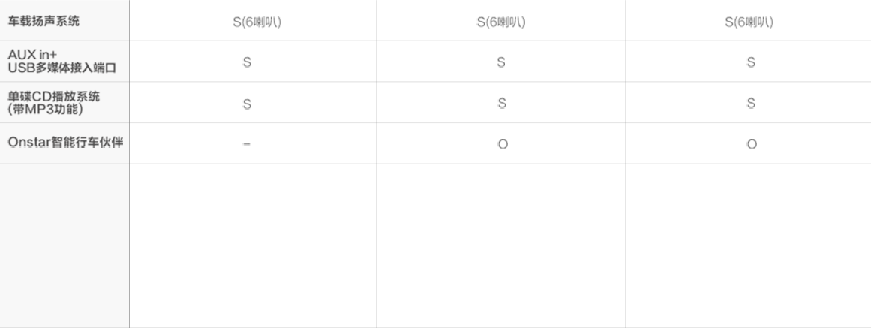 车载扬声系统 S(6喇叭) S(6喇叭) S(6喇叭)
AUX in+
USB多媒体接入端口 S S S
单碟CD播放系统
(带MP3功能) S S S
Onstar智能行车伙伴 – O O